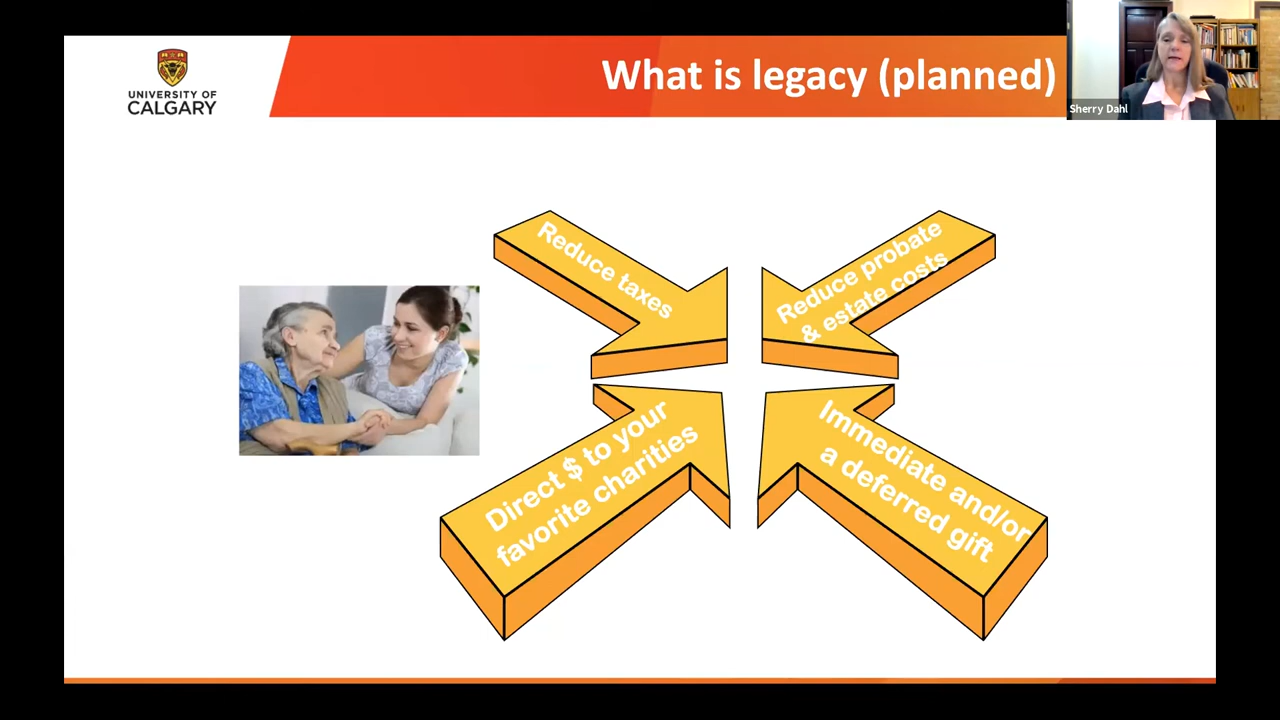 UNIVERSITY OF
CALGARY
What is legacy (planned)
Sherry Dahl
Reduce taxes
Reduce probate
& estate costs
Direct $ to your
favorite charities
Immediate and/or
a deferred gift